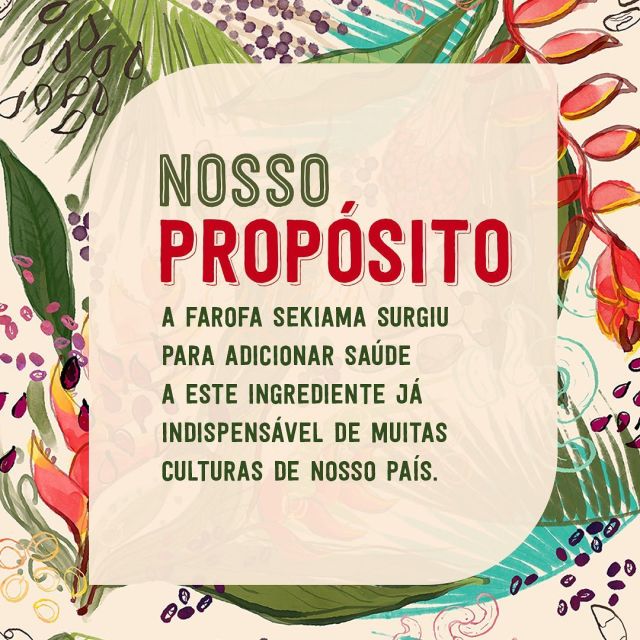 NOSSO
PROPÓSITO
A FAROFA SEKIAMA SURGIU
PARA ADICIONAR SAÚDE
A ESTE INGREDIENTE JÁ
INDISPENSÁVEL DE MUITAS
CULTURAS DE NOSSO PAÍS.